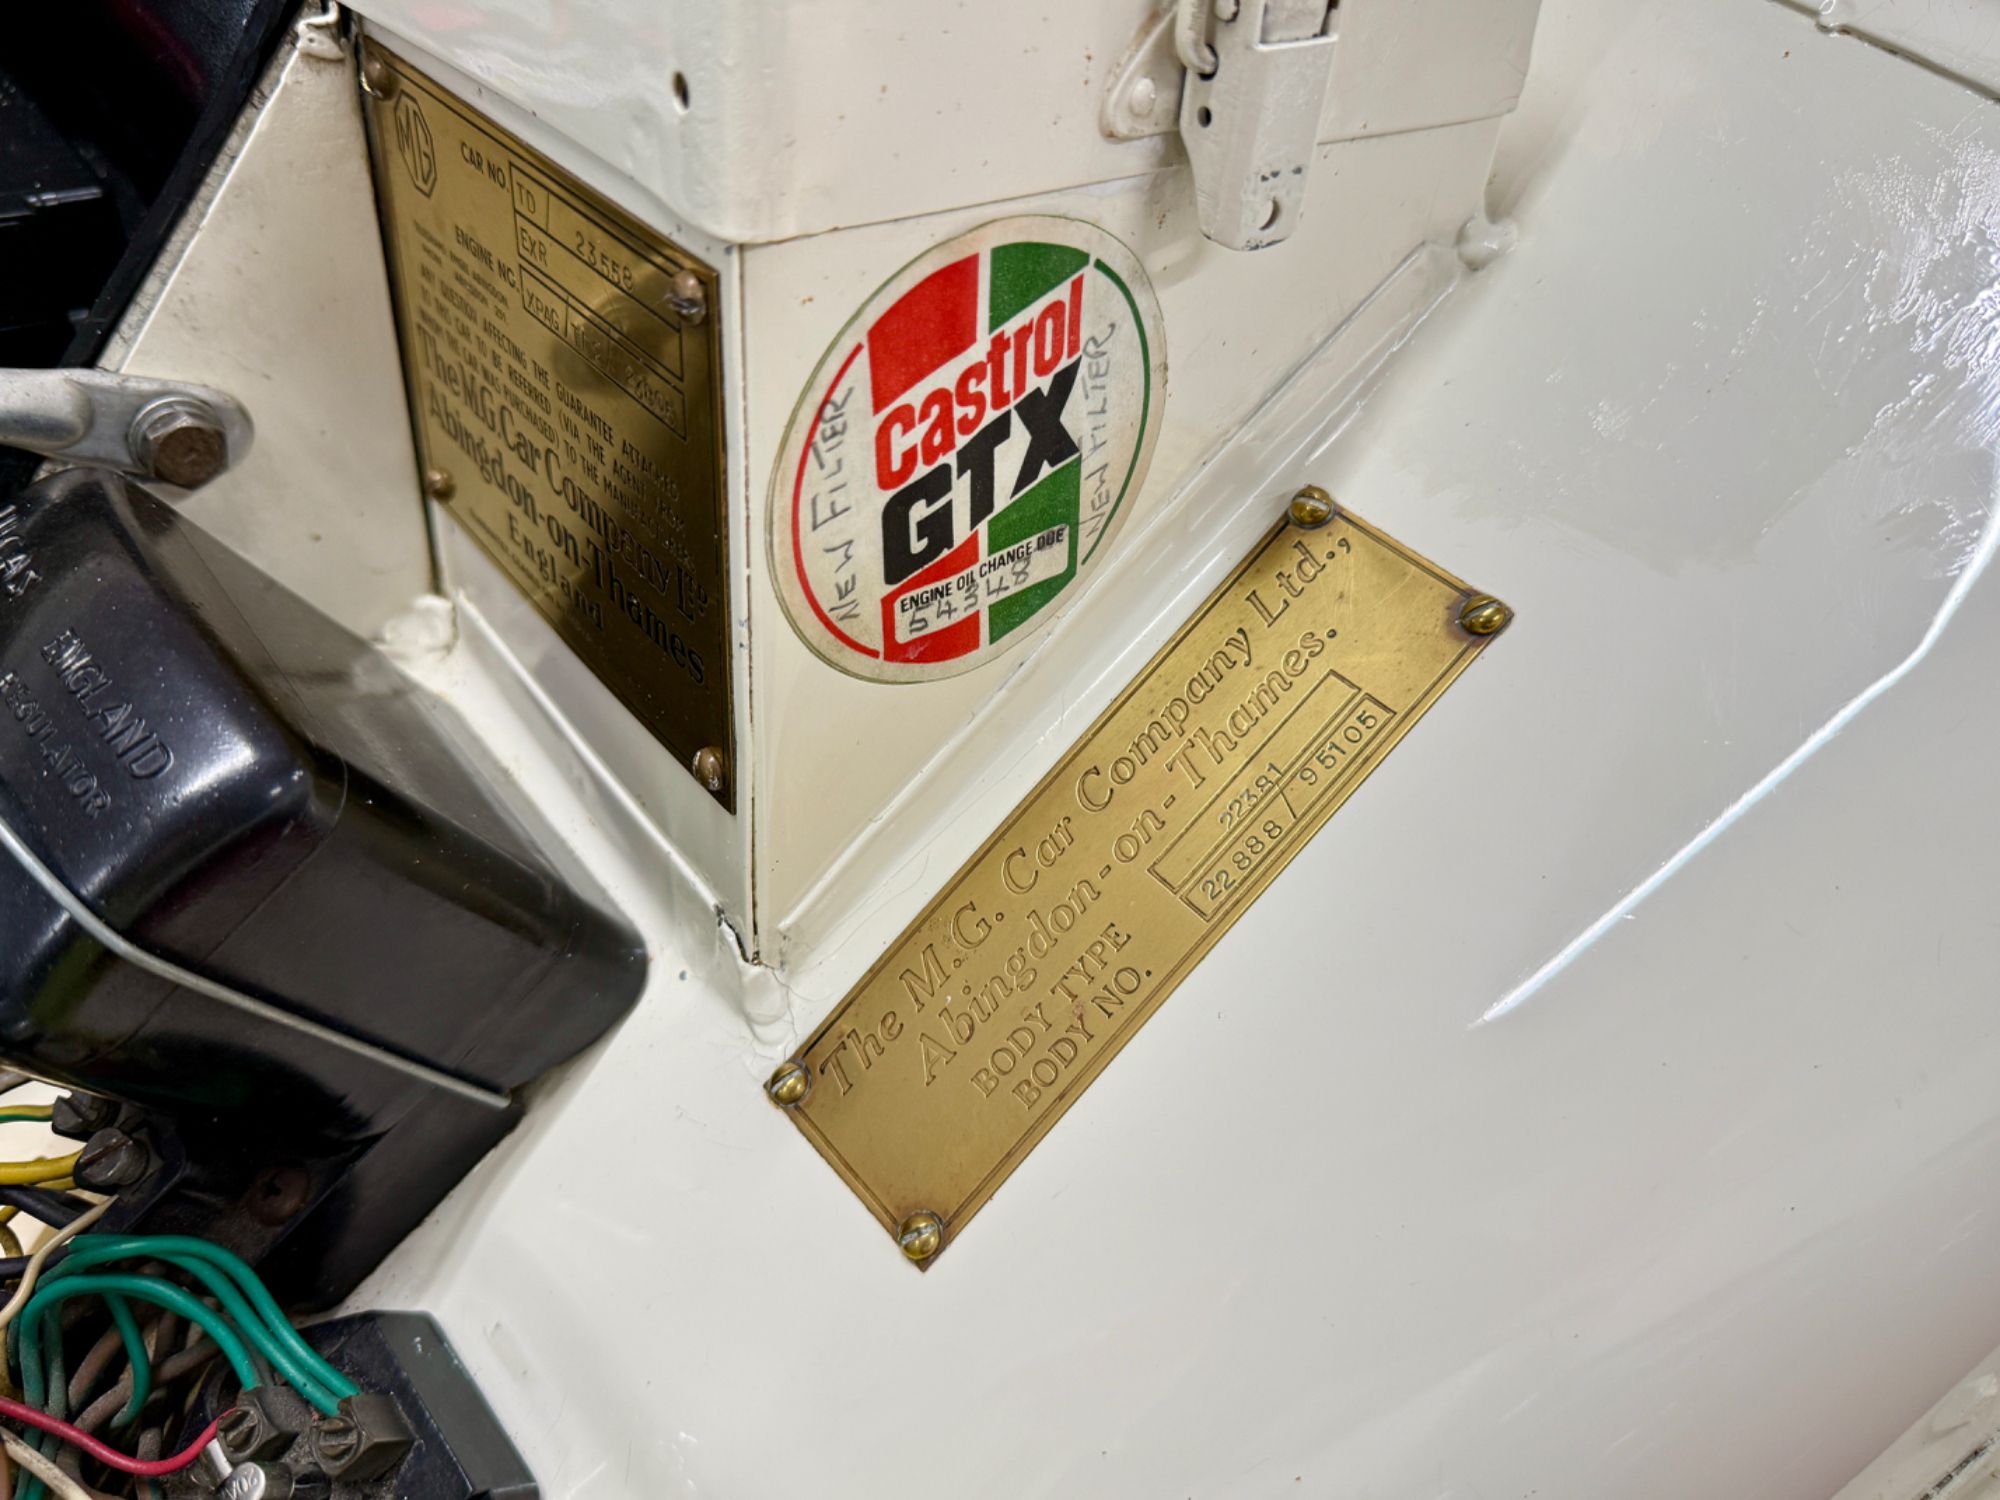 MG
CAR NO. TD 23558
EXR
ENGINE NO. XPAG
ANY QUESTION AFFECTING THE GUARANTEE ATTACHED
TO THIS CAR TO BE REFERRED (VIA THE AGENT FROM
WHOM THE CAR WAS PURCHASED) TO THE MANUFACTURERS
The M.G. Car Company Ltd
Abingdon-on-Thames
England
Castrol
GTX
ENGINE OIL CHANGE DUE
NEW FILTER
NEW FILTER
The M.G. Car Company Ltd.,
Abingdon-on-Thames.
BODY TYPE 22381
BODY NO. 22888/95105
LUCAS
ENGLAND
REGULATOR